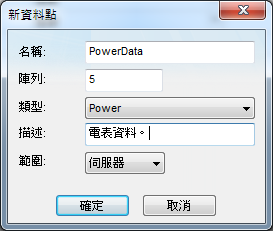 新資料點
名稱: PowerData
陣列: 5
類型: Power
描述: 電表資料。
範圍: 伺服器
確定 取消